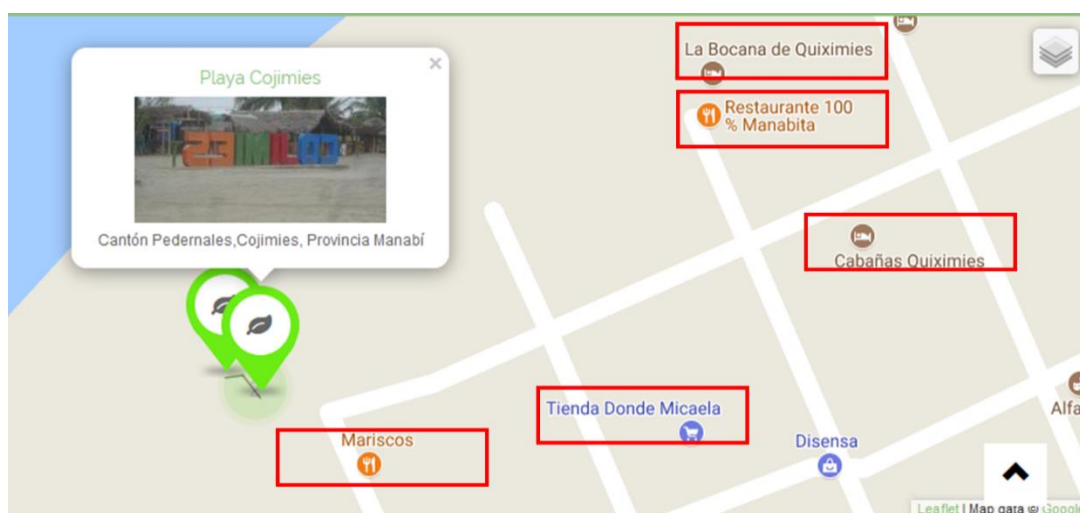 Playa Cojimies
×
Cantón Pedernales,Cojimies, Provincia Manabí
La Bocana de Quiximies
Restaurante 100
% Manabita
Cabañas Quiximies
Tienda Donde Micaela
Mariscos
Disensa
Alfa
Leaflet | Map data © Google